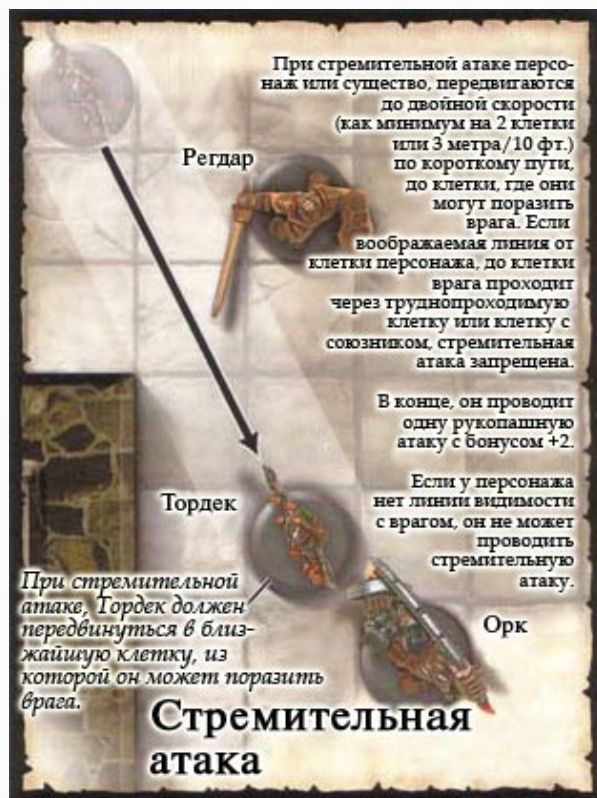 При стремительной атаке персо-
наж или существо, передвигаются
до двойной скорости
(как минимум на 2 клетки
или 3 метра/10 фт.)
по короткому пути,
до клетки, где они
могут поразить
врага. Если
воображаемая линия от
клетки персонажа, до клетки
врага проходит
через труднопроходимую
клетку или клетку с
союзником, стремительная
атака запрещена.
В конце, он проводит
одну рукопашную
атаку с бонусом +2.
Если у персонажа
нет линии видимости
с врагом, он не может
проводить
стремительную
атаку.
Регдар
Тордек
Орк
При стремительной
атаке, Тордек должен
передвинуться в бли-
жайшую клетку, из
которой он может поразить
врага.
Стремительная
атака